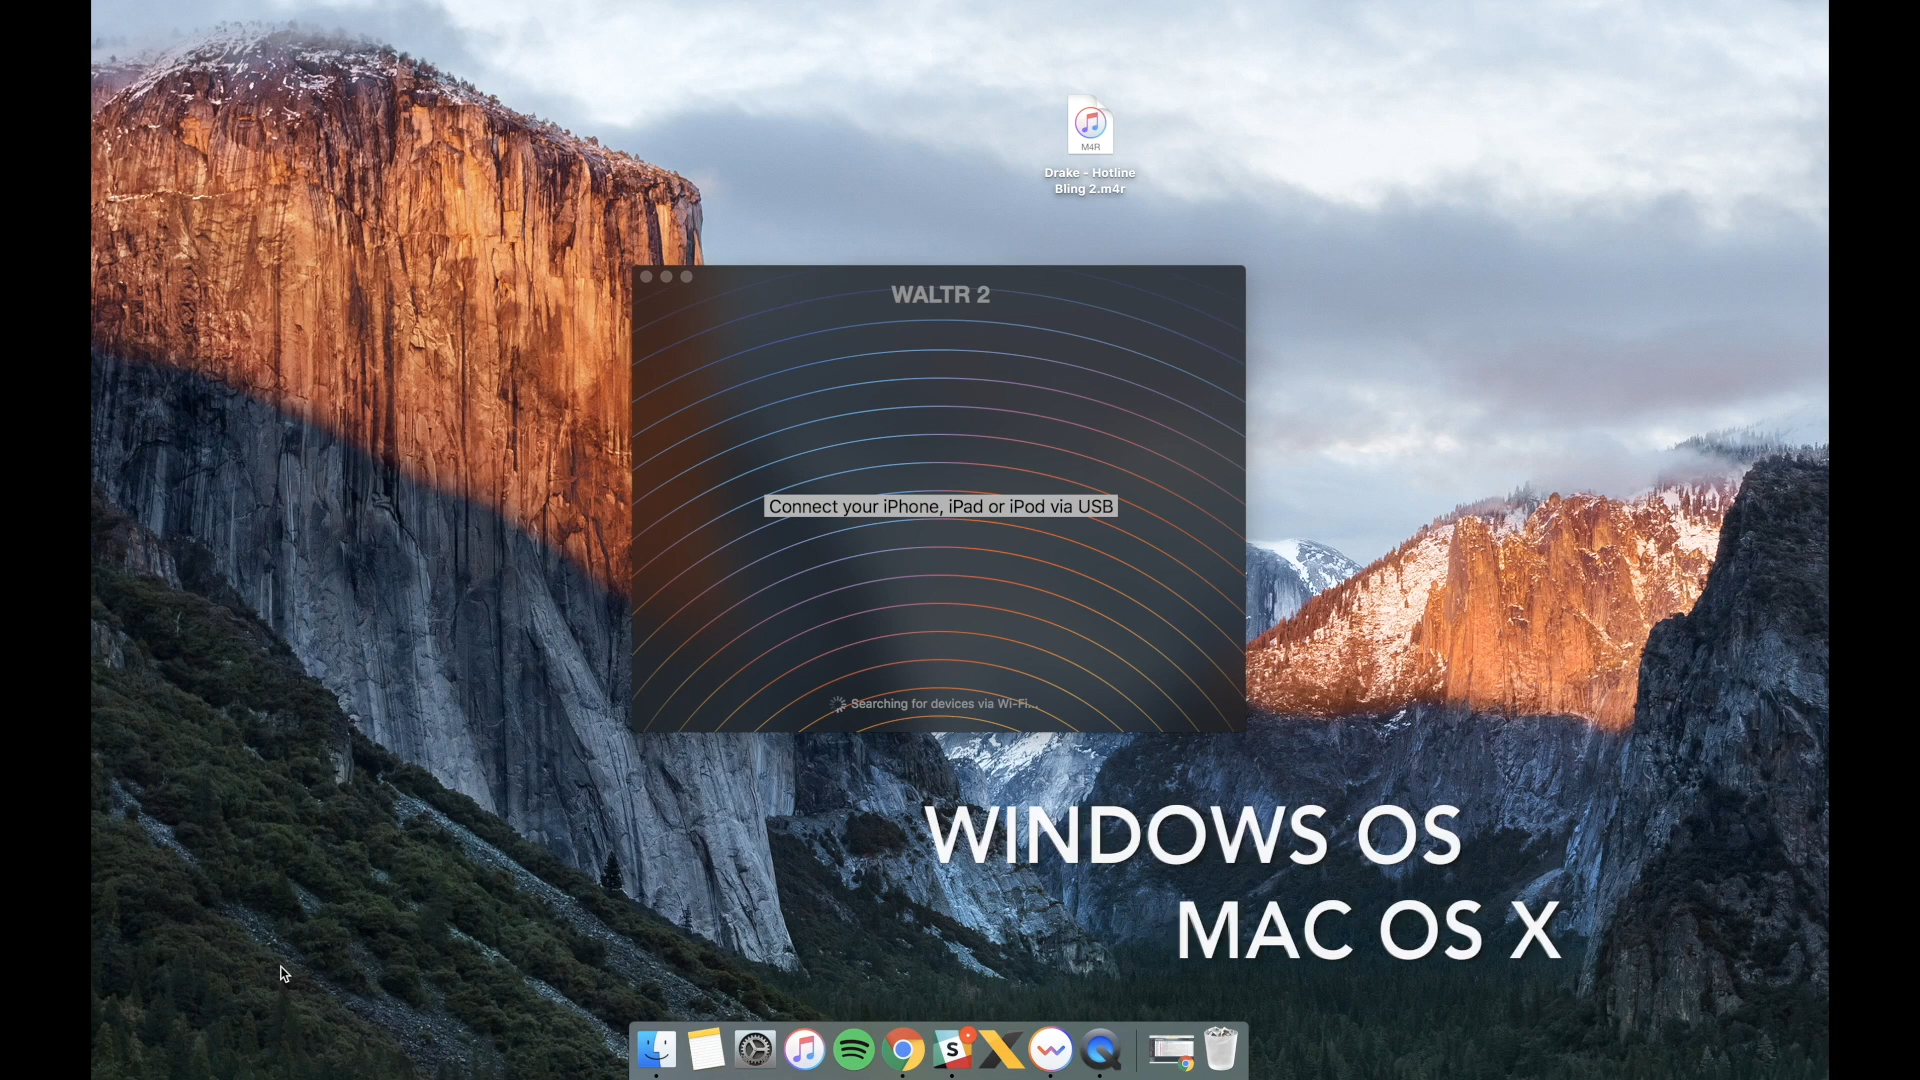 M4R
Drake - Hotline
Bling 2.m4r
WALTR 2
Connect your iPhone, iPad or iPod via USB
Searching for devices via Wi-Fi...
WINDOWS OS
MAC OS X
S